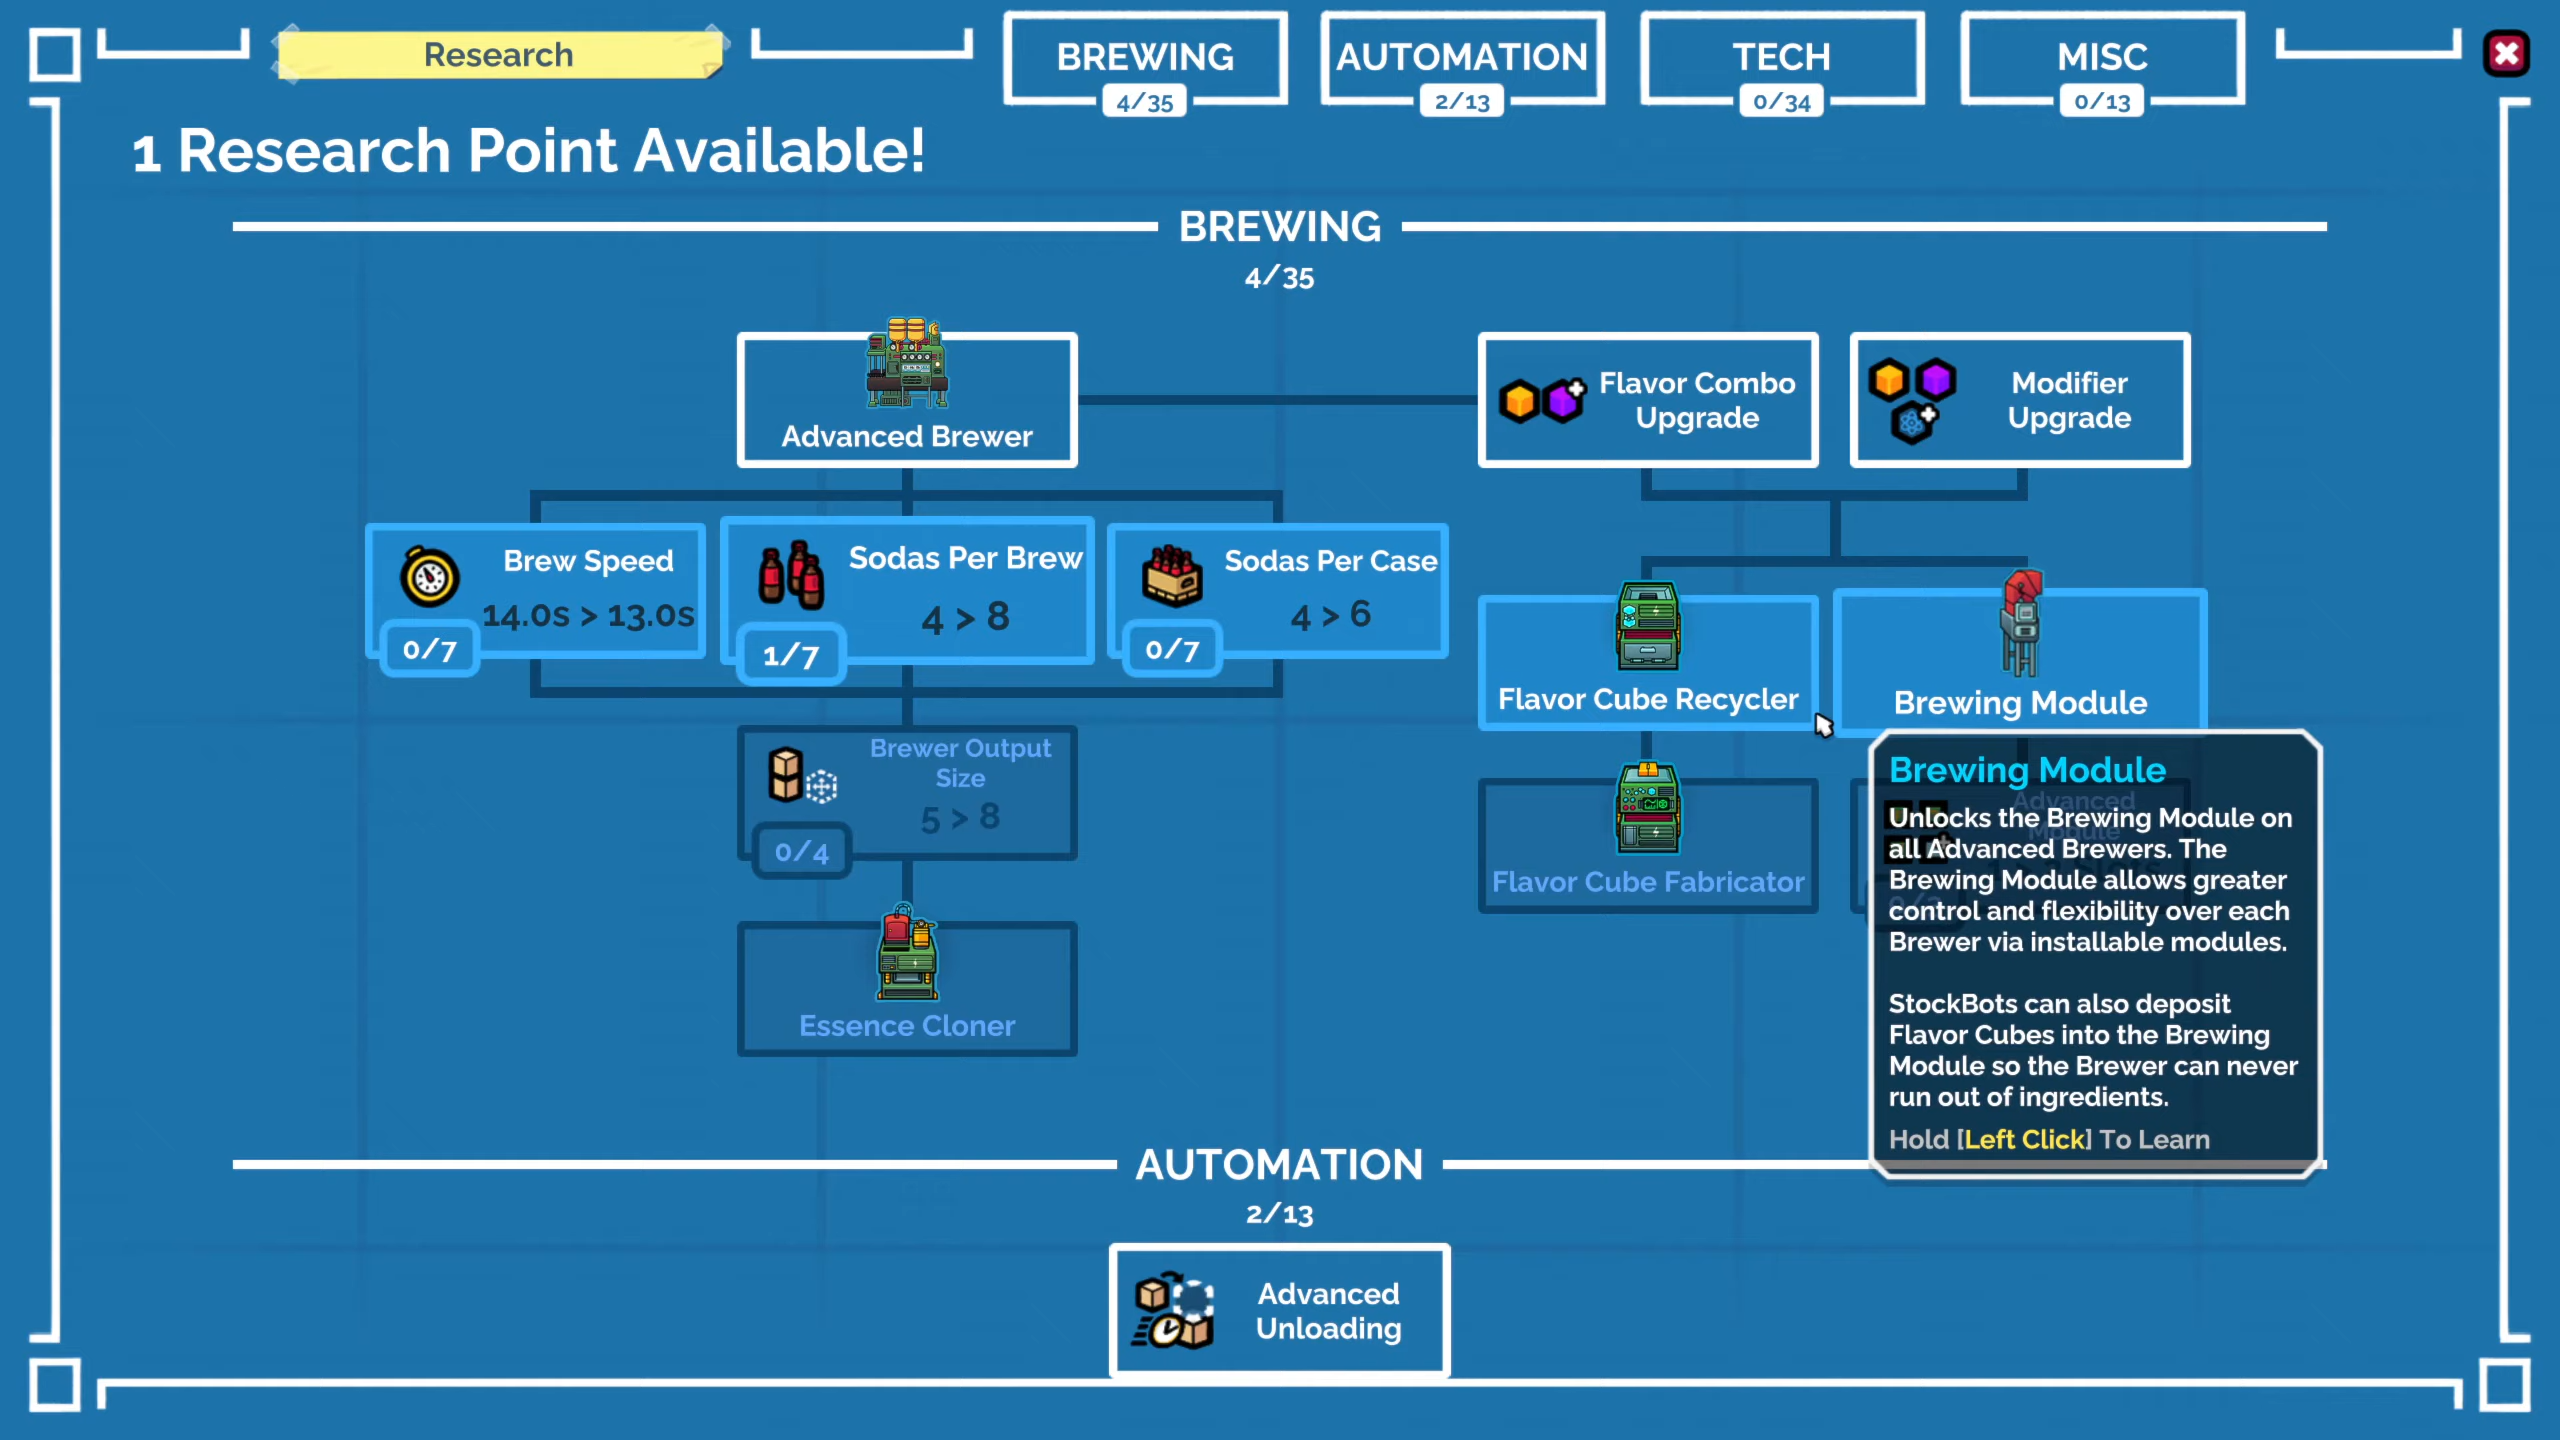 Research
BREWING
4/35
AUTOMATION
2/13
TECH
0/34
MISC
0/13
1 Research Point Available!
BREWING
4/35
Advanced Brewer
Flavor Combo
Upgrade
Modifier
Upgrade
Brew Speed
14.0s > 13.0s
0/7
Sodas Per Brew
4 > 8
1/7
Sodas Per Case
4 > 6
0/7
Flavor Cube Recycler
Brewing Module
Brewer Output
Size
5 > 8
0/4
Flavor Cube Fabricator
Advanced
Module
Essence Cloner
Brewing Module
Unlocks the Brewing Module on
all Advanced Brewers. The
Brewing Module allows greater
control and flexibility over each
Brewer via installable modules.
StockBots can also deposit
Flavor Cubes into the Brewing
Module so the Brewer can never
run out of ingredients.
Hold [Left Click] To Learn
AUTOMATION
2/13
Advanced
Unloading